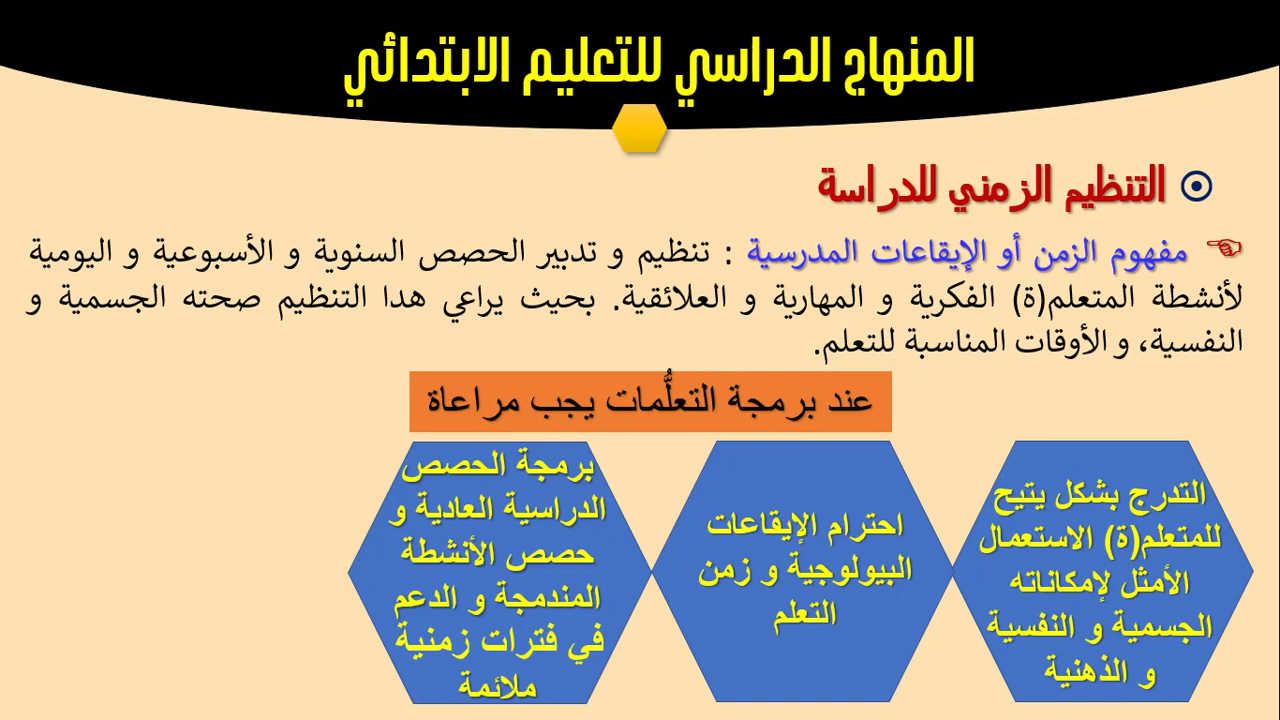 المنهاج الدراسي للتعليم الابتدائي
التنظيم الزمني للدراسة
مفهوم الزمن أو الإيقاعات المدرسية : تنظيم و تدبير الحصص السنوية و الأسبوعية و اليومية
لأنشطة المتعلم(ة) الفكرية و المهارية و العلائقية. بحيث يراعي هدا التنظيم صحته الجسمية و
النفسية، و الأوقات المناسبة للتعلم.
عند برمجة التعلُّمات يجب مراعاة
التدرج بشكل يتيح
للمتعلم(ة) الاستعمال
الأمثل لإمكاناته
الجسمية و النفسية
و الذهنية
احترام الإيقاعات
البيولوجية و زمن
التعلم
برمجة الحصص
الدراسية العادية و
حصص الأنشطة
المندمجة و الدعم
في فترات زمنية
ملائمة